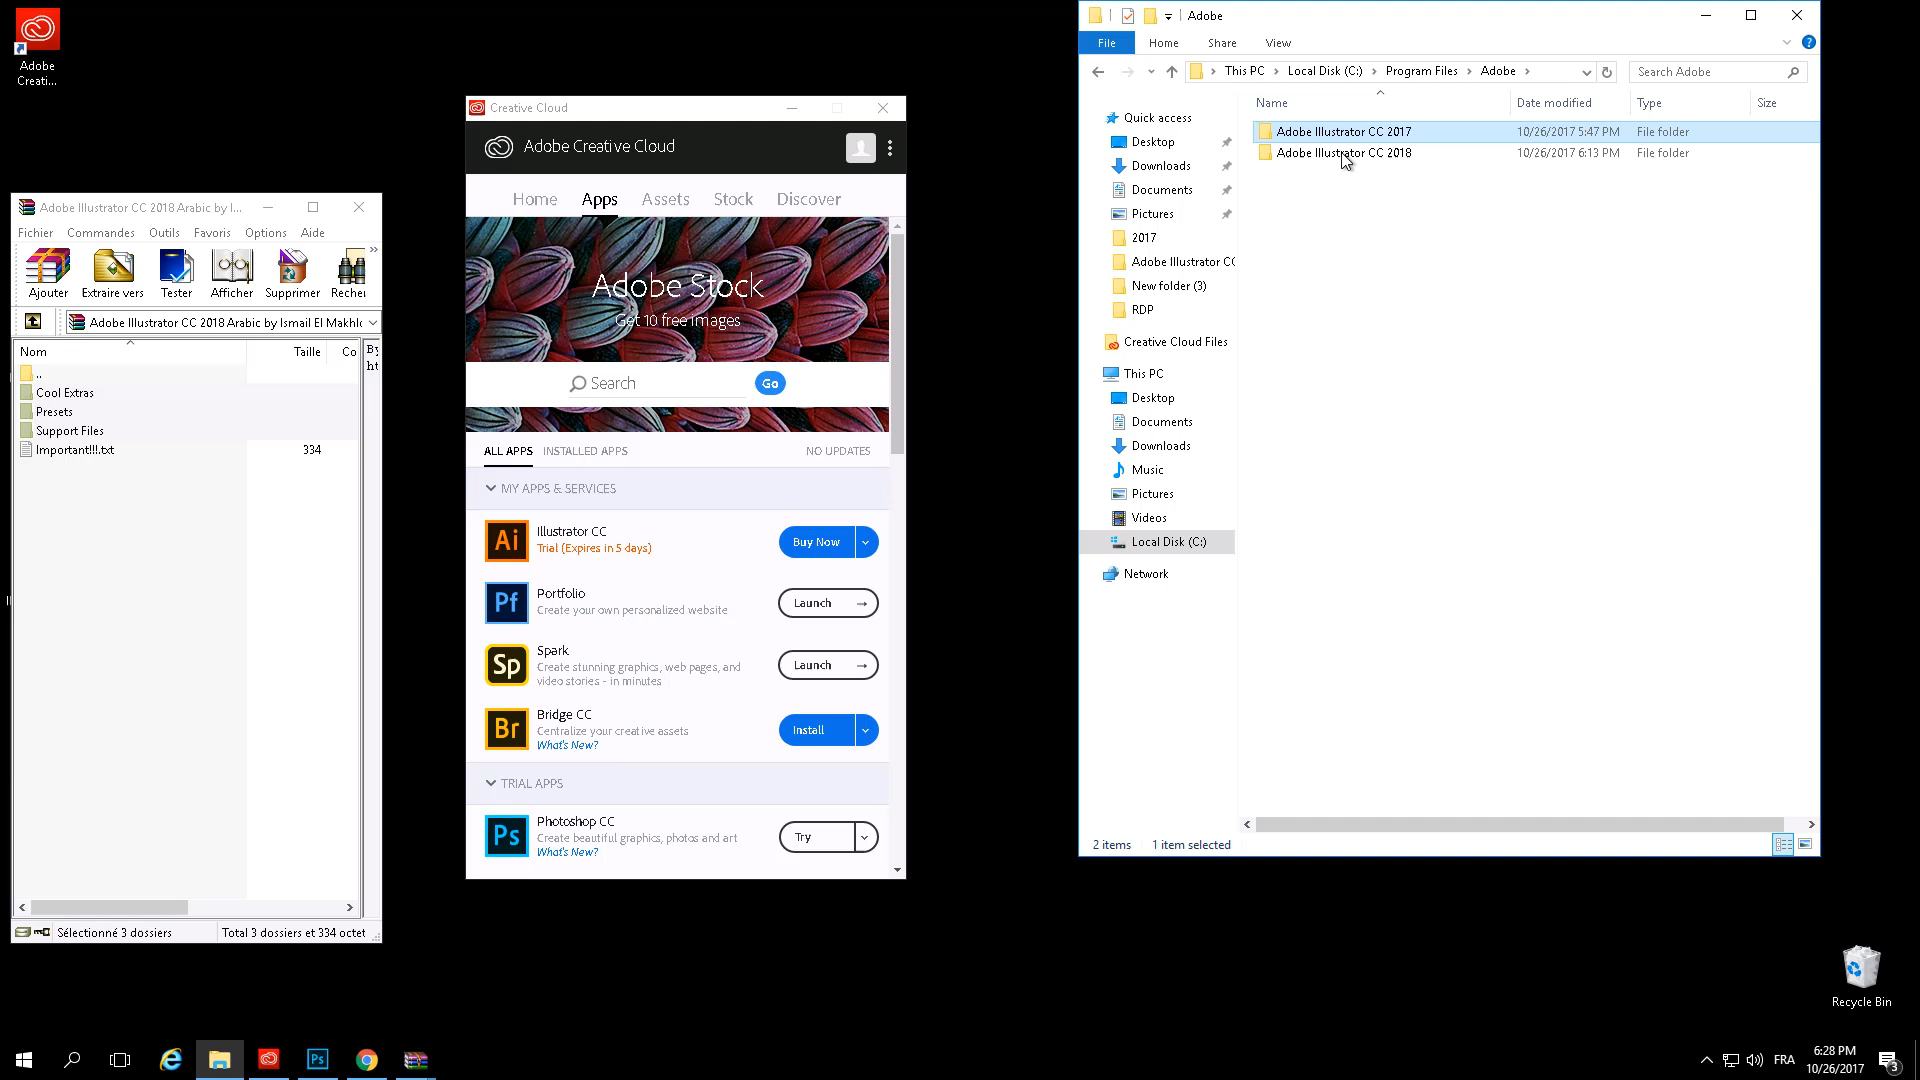 Adobe
Creati...
Adobe Illustrator CC 2018 Arabic by I...
Fichier Commandes Outils Favoris Options Aide
Ajouter Extraire vers Tester Afficher Supprimer
Adobe Illustrator CC 2018 Arabic by Ismail El
Nom Taille Co
..
Cool Extras
Presets
Support Files
Important!!!.txt 334
Sélectionné 3 dossiers Total 3 dossiers et 334 octet
Creative Cloud
Adobe Creative Cloud
Home Apps Assets Stock Discover
Adobe Stock
Get 10 free images
Search Go
ALL APPS INSTALLED APPS NO UPDATES
MY APPS & SERVICES
Ai Illustrator CC
Trial (Expires in 5 days)
Buy Now
Pf Portfolio
Create your own personalized website
Launch →
Sp Spark
Create stunning graphics, web pages, and
video stories - in minutes
Launch →
Br Bridge CC
Centralize your creative assets
What's New?
Install
TRIAL APPS
Ps Photoshop CC
Create beautiful graphics, photos and art
What's New?
Try
Adobe
File Home Share View
This PC > Local Disk (C:) > Program Files > Adobe >
Search Adobe
Name Date modified Type Size
Adobe Illustrator CC 2017 10/26/2017 5:47 PM File folder
Adobe Illustrator CC 2018 10/26/2017 6:13 PM File folder
Quick access
Desktop
Downloads
Documents
Pictures
2017
Adobe Illustrator CC
New folder (3)
RDP
Creative Cloud Files
This PC
Desktop
Documents
Downloads
Music
Pictures
Videos
Local Disk (C:)
Network
2 items 1 item selected
Recycle Bin
Ps
FRA
6:28 PM
10/26/2017
3